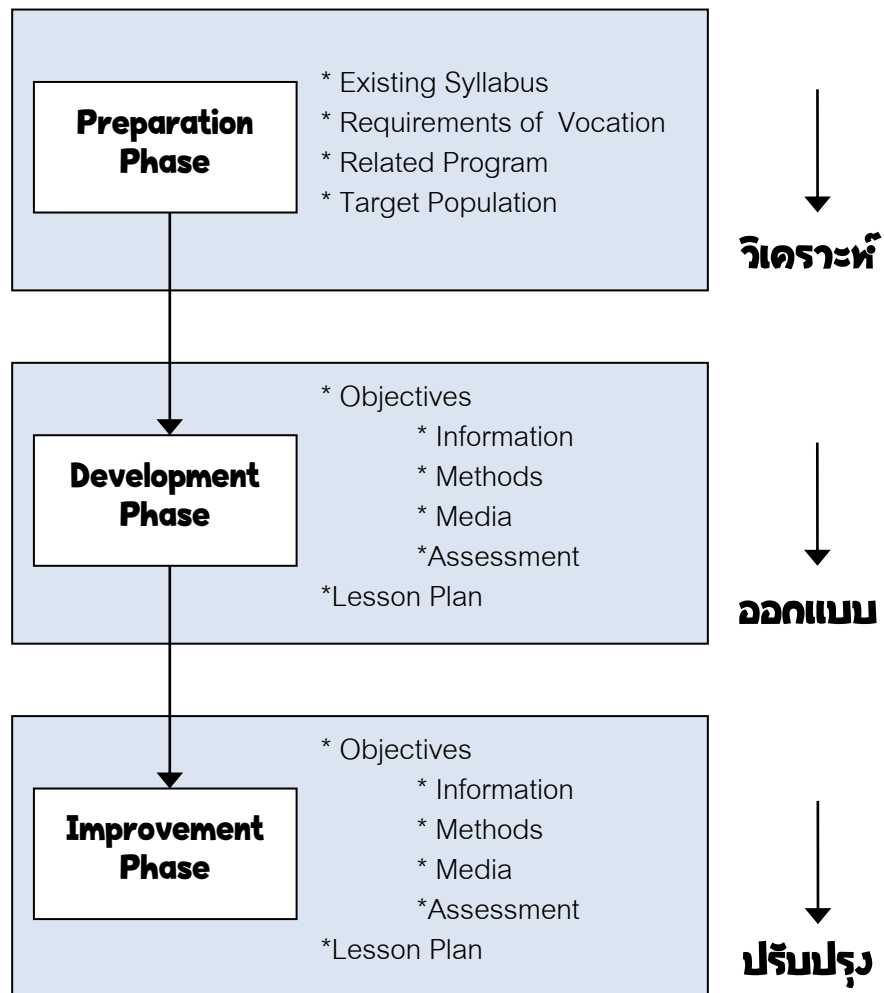 Preparation
Phase
* Existing Syllabus
* Requirements of Vocation
* Related Program
* Target Population
วิเคราะห์
Development
Phase
* Objectives
* Information
* Methods
* Media
*Assessment
*Lesson Plan
ออกแบบ
Improvement
Phase
* Objectives
* Information
* Methods
* Media
*Assessment
*Lesson Plan
ปรับปรุง